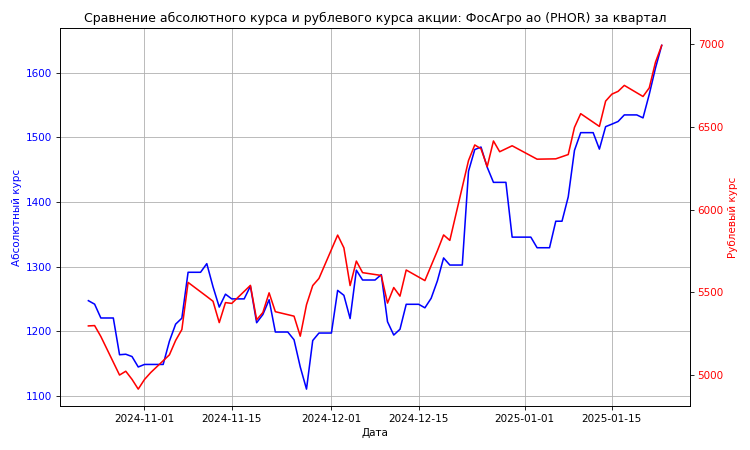 Сравнение абсолютного курса и рублевого курса акции: ФосАгро ао (PHOR) за квартал
1600
1500
1400
1300
1200
1100
Абсолютный курс
7000
6500
6000
5500
5000
Рублевый курс
2024-11-01 2024-11-15 2024-12-01 2024-12-15 2025-01-01 2025-01-15
Дата